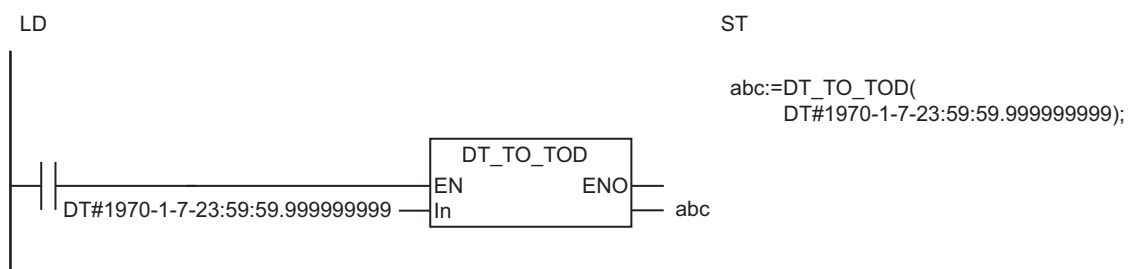 LD
ST
abc:=DT_TO_TOD(
DT#1970-1-7-23:59:59.999999999);
DT_TO_TOD
EN ENO
DT#1970-1-7-23:59:59.999999999 In abc